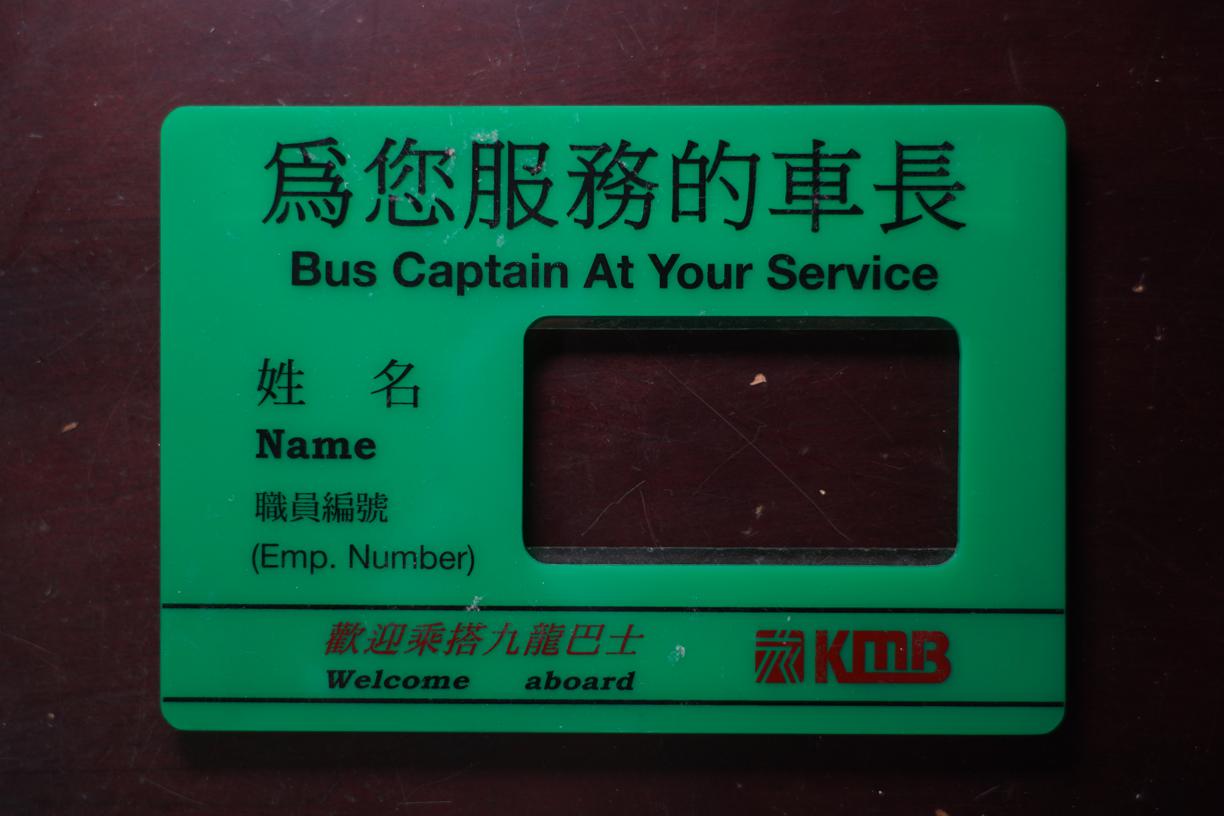 爲您服務的車長
Bus Captain At Your Service
姓 名
Name
職員編號
(Emp. Number)
歡迎乘搭九龍巴士
Welcome aboard
KMB